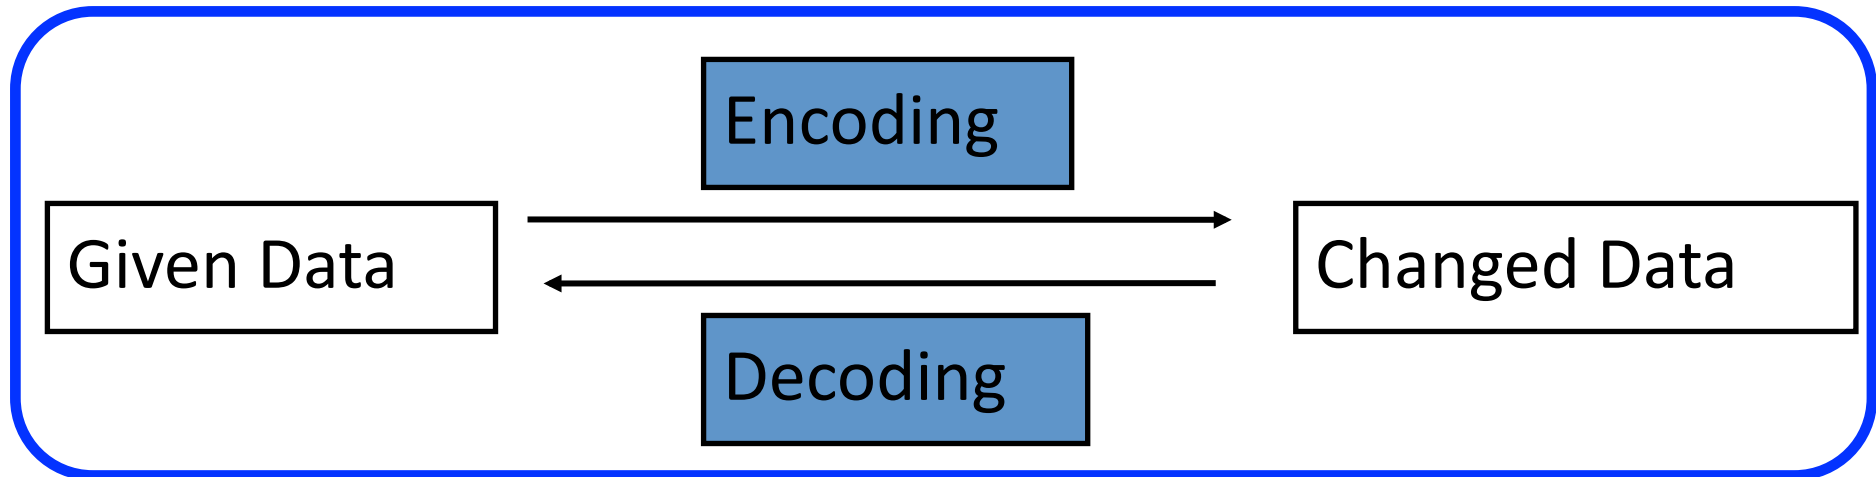 Encoding
Given Data
Changed Data
Decoding